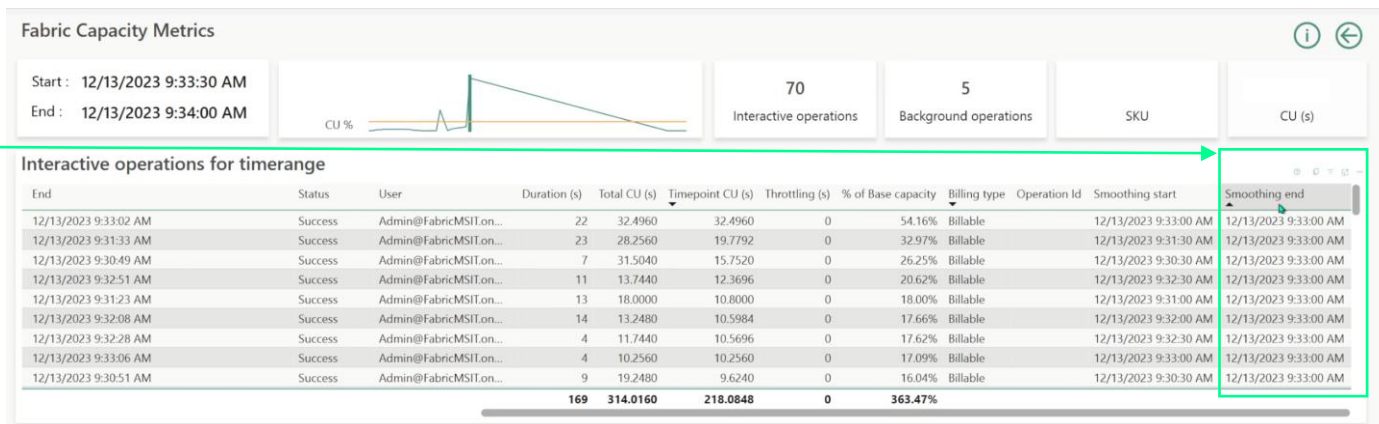 Fabric Capacity Metrics
Start : 12/13/2023 9:33:30 AM
End : 12/13/2023 9:34:00 AM
CU %
70
Interactive operations
5
Background operations
SKU
CU (s)
Interactive operations for timerange
End Status User Duration (s) Total CU (s) Timepoint CU (s) Throttling (s) % of Base capacity Billing type Operation Id Smoothing start Smoothing end
12/13/2023 9:33:02 AM Success Admin@FabricMSIT.on... 22 32.4960 32.4960 0 54.16% Billable 12/13/2023 9:33:00 AM 12/13/2023 9:33:00 AM
12/13/2023 9:31:33 AM Success Admin@FabricMSIT.on... 23 28.2560 19.7792 0 32.97% Billable 12/13/2023 9:31:30 AM 12/13/2023 9:33:00 AM
12/13/2023 9:30:49 AM Success Admin@FabricMSIT.on... 7 31.5040 15.7520 0 26.25% Billable 12/13/2023 9:30:30 AM 12/13/2023 9:33:00 AM
12/13/2023 9:32:51 AM Success Admin@FabricMSIT.on... 11 13.7440 12.3696 0 20.62% Billable 12/13/2023 9:32:30 AM 12/13/2023 9:33:00 AM
12/13/2023 9:31:23 AM Success Admin@FabricMSIT.on... 13 18.0000 10.8000 0 18.00% Billable 12/13/2023 9:31:00 AM 12/13/2023 9:33:00 AM
12/13/2023 9:32:08 AM Success Admin@FabricMSIT.on... 14 13.2480 10.5984 0 17.66% Billable 12/13/2023 9:32:00 AM 12/13/2023 9:33:00 AM
12/13/2023 9:32:28 AM Success Admin@FabricMSIT.on... 4 11.7440 10.5696 0 17.62% Billable 12/13/2023 9:32:30 AM 12/13/2023 9:33:00 AM
12/13/2023 9:33:06 AM Success Admin@FabricMSIT.on... 4 10.2560 10.2560 0 17.09% Billable 12/13/2023 9:33:00 AM 12/13/2023 9:33:00 AM
12/13/2023 9:30:51 AM Success Admin@FabricMSIT.on... 9 19.2480 9.6240 0 16.04% Billable 12/13/2023 9:30:30 AM 12/13/2023 9:33:00 AM
169 314.0160 218.0848 0 363.47%